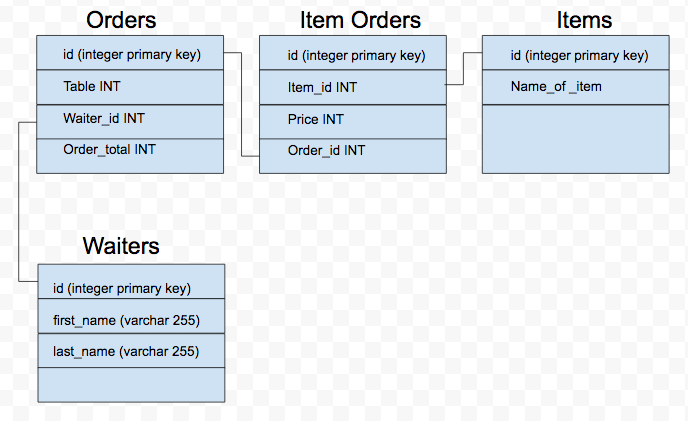 Orders
id (integer primary key)
Table INT
Waiter_id INT
Order_total INT
Item Orders
id (integer primary key)
Item_id INT
Price INT
Order_id INT
Items
id (integer primary key)
Name_of _item
Waiters
id (integer primary key)
first_name (varchar 255)
last_name (varchar 255)